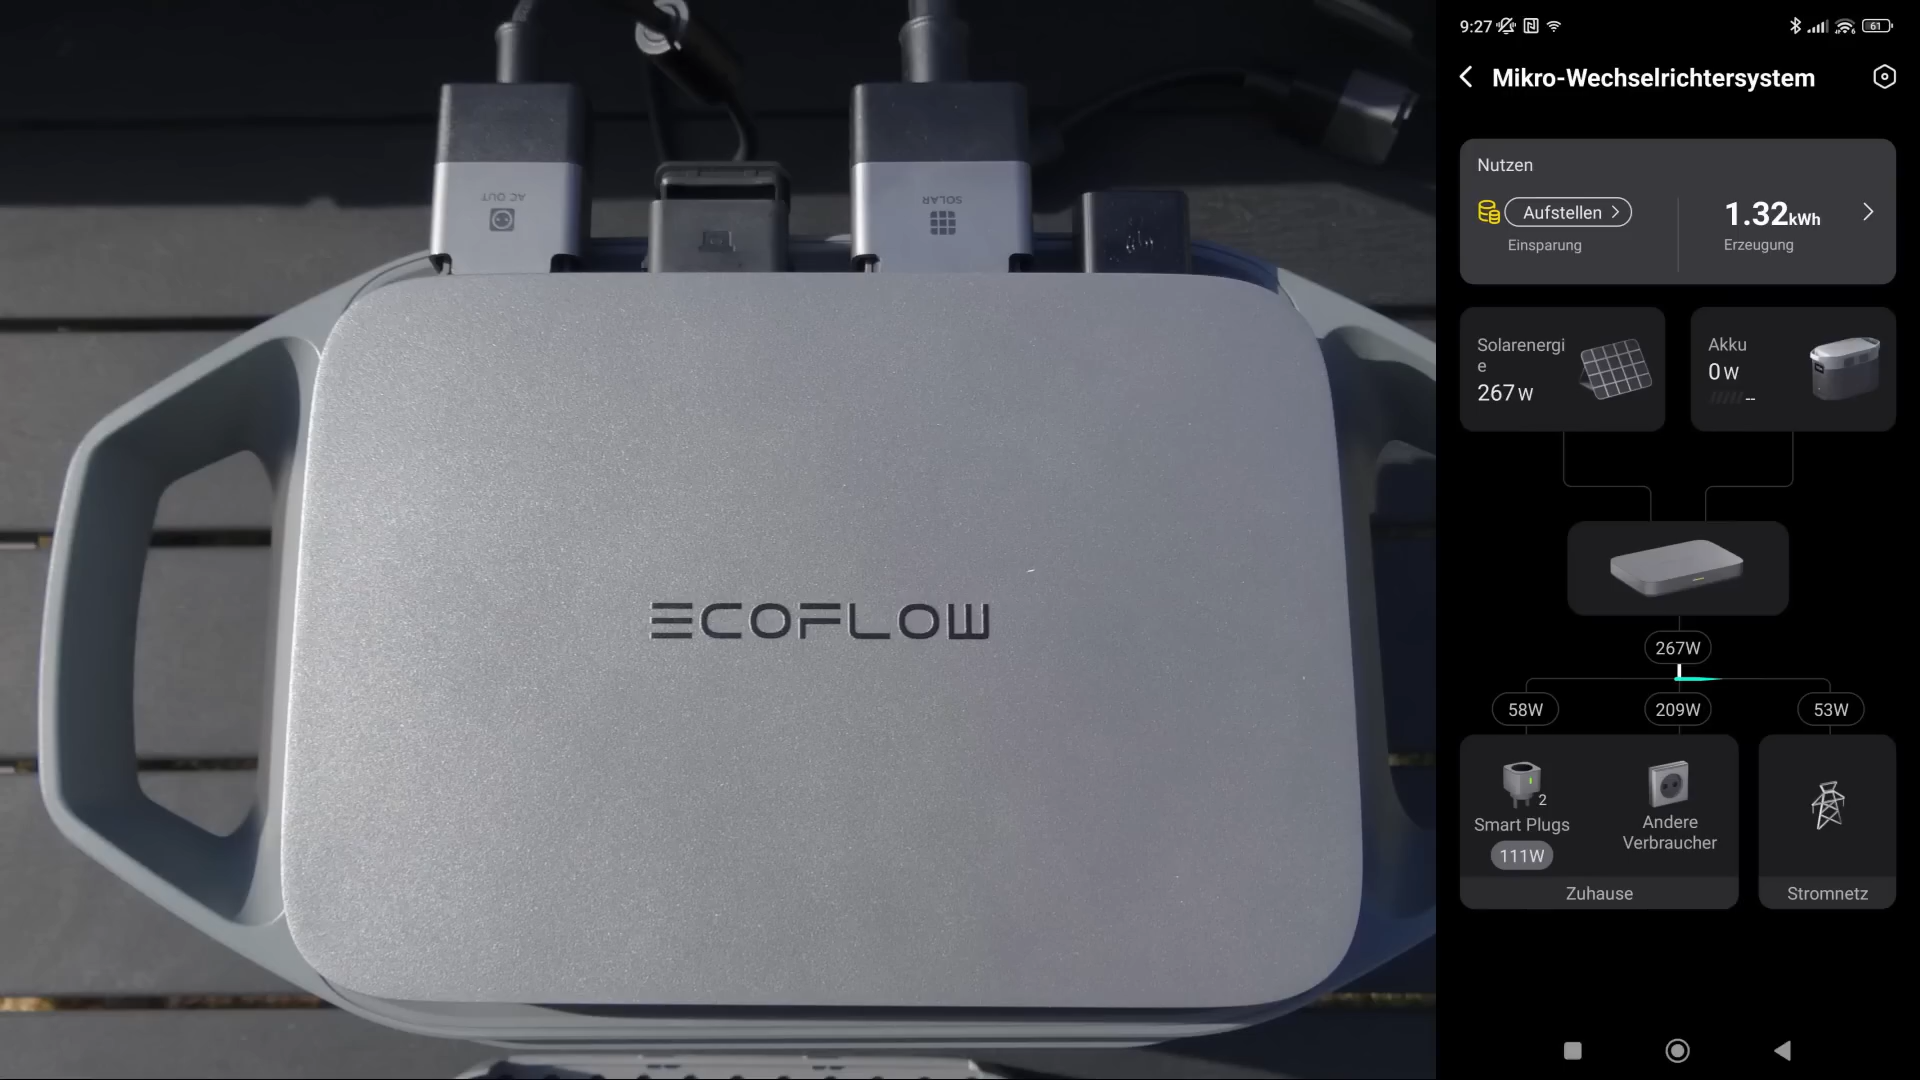 AC OUT
SOLAR
ECOFLOW
9:27
61
Mikro-Wechselrichtersystem
Nutzen
Aufstellen
Einsparung
1.32kWh
Erzeugung
Solarenergi
e
267 W
Akku
0 W
--
267W
58W
209W
53W
2
Smart Plugs
111W
Andere
Verbraucher
Zuhause
Stromnetz